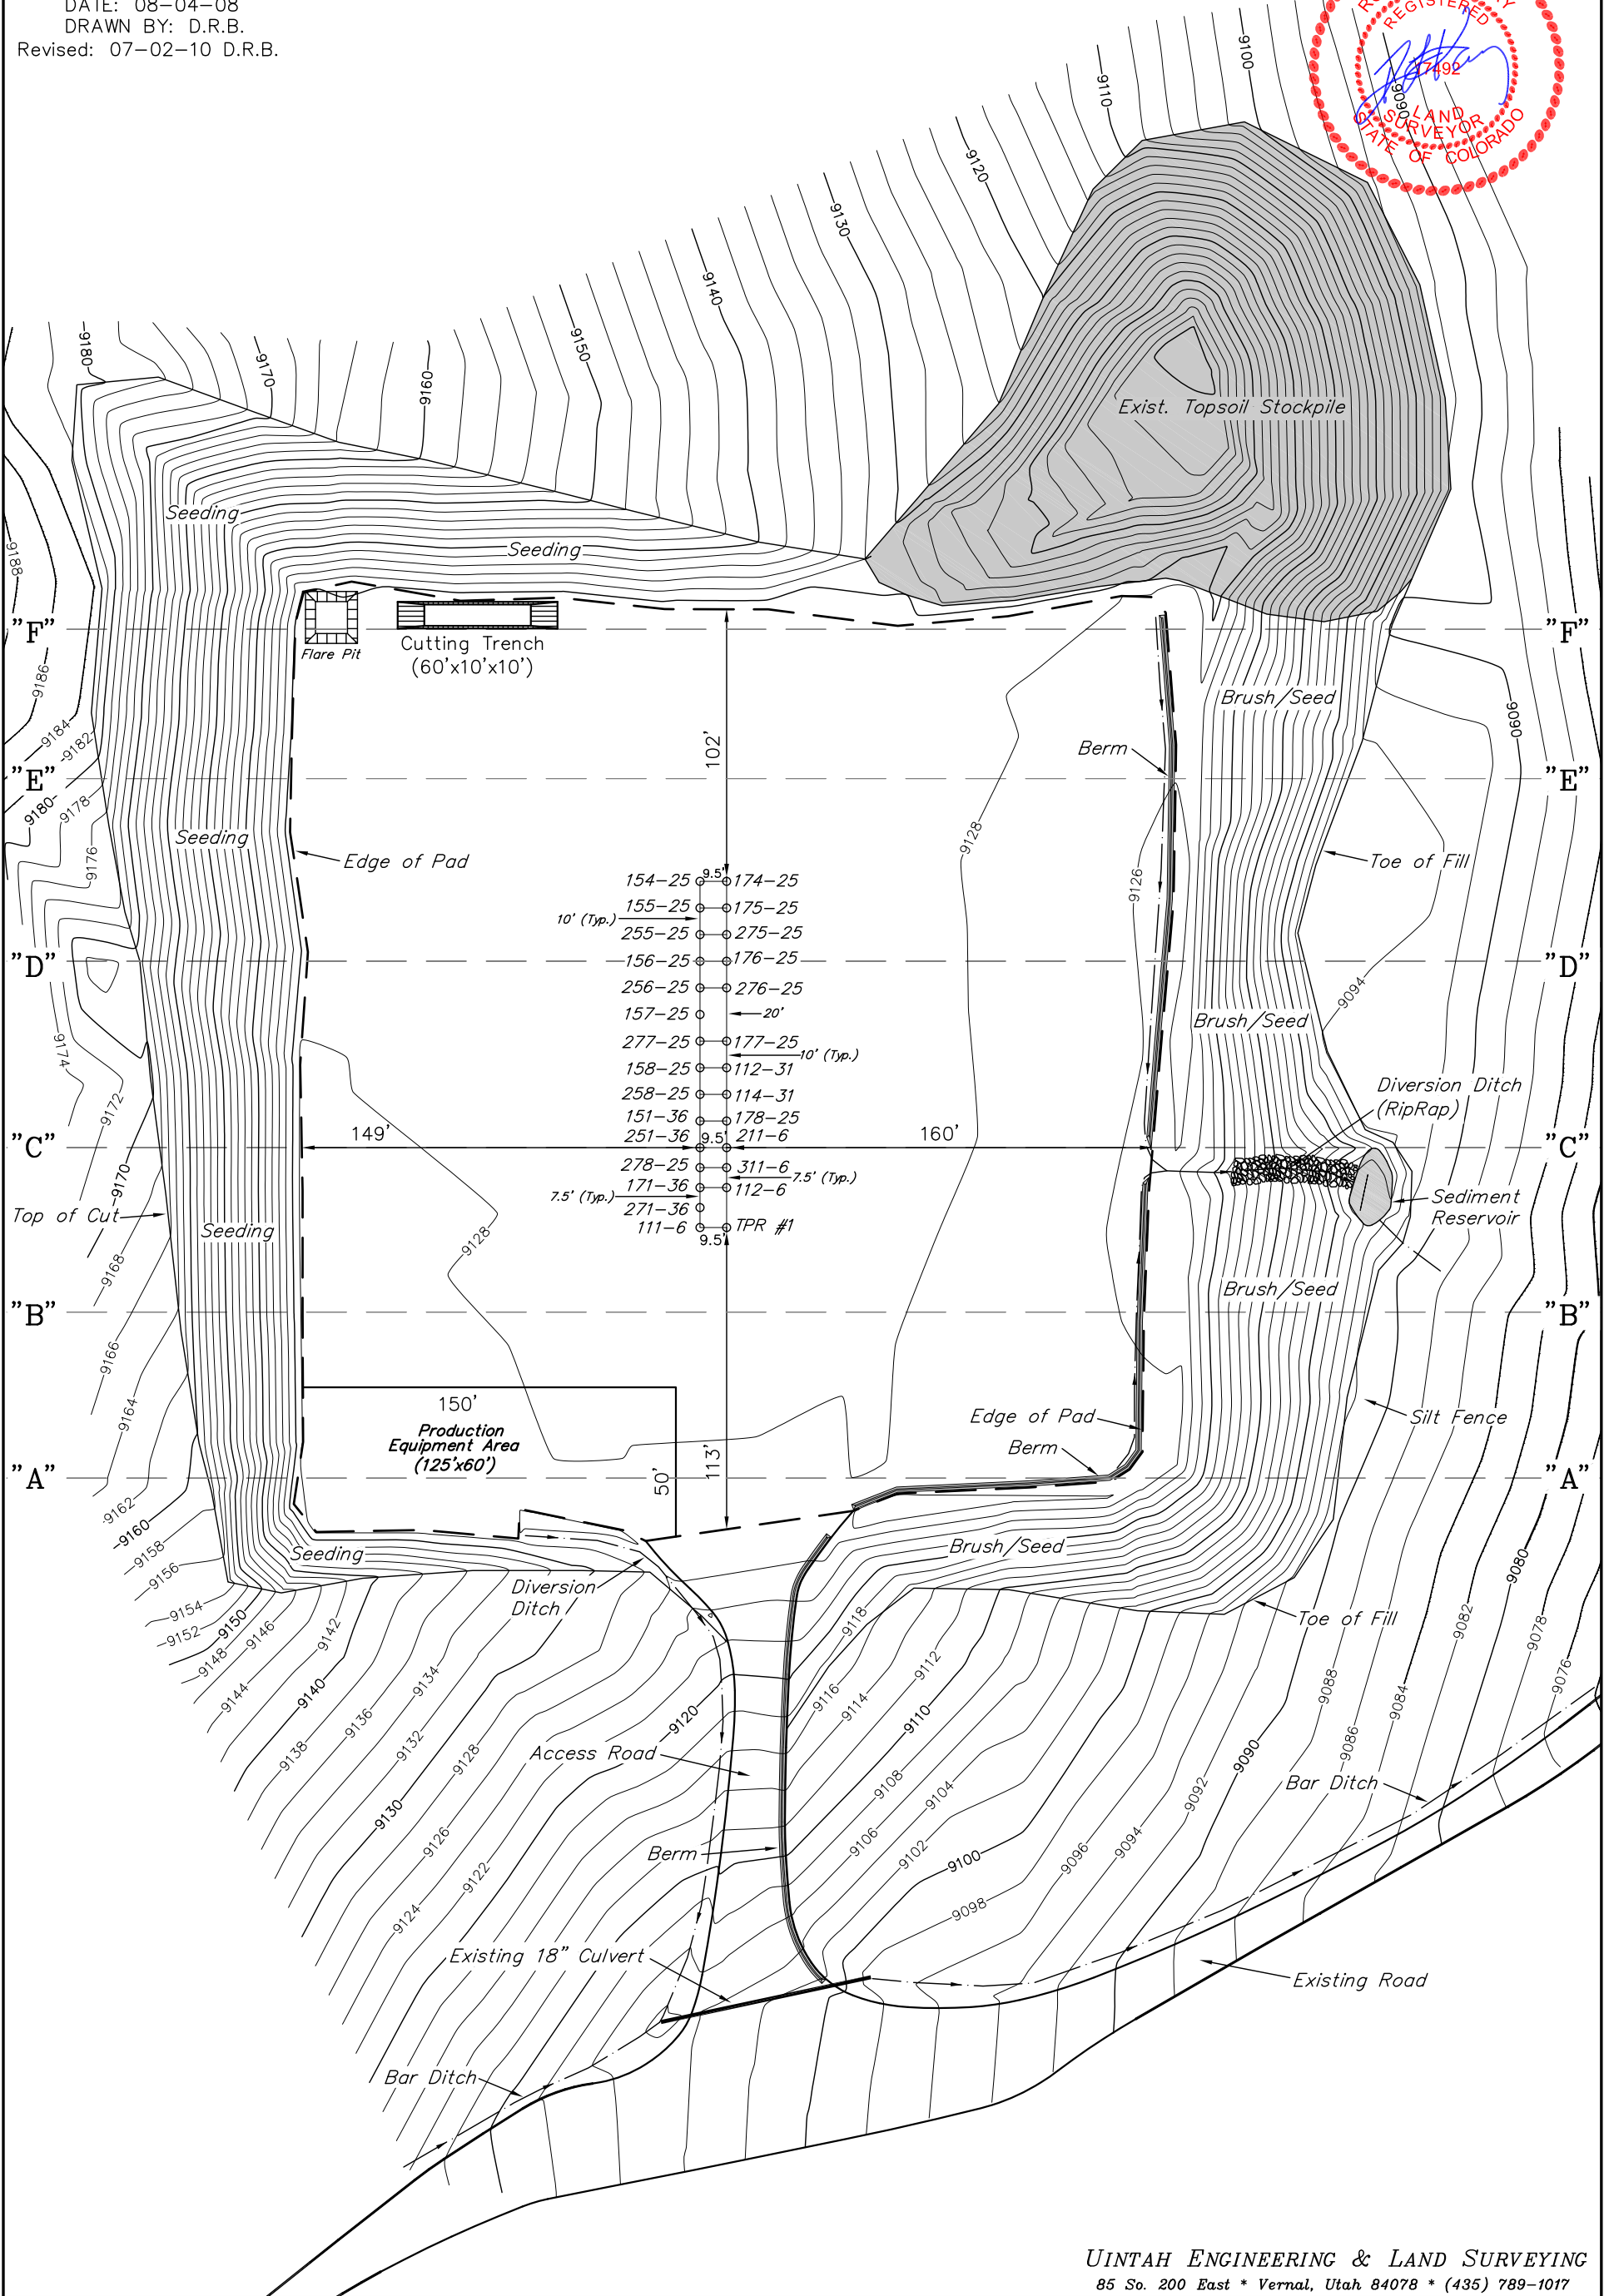 DATE: 08-04-08
DRAWN BY: D.R.B.
Revised: 07-02-10 D.R.B.
REGISTERED
17492
LAND
SURVEYOR
STATE OF COLORADO
9090
9100
9110
9120
9130
9140
9150
9160
9170
9180
Exist. Topsoil Stockpile
Seeding
Seeding
9188
"F" "F"
Flare Pit
Cutting Trench
(60'x10'x10')
9186
Brush/Seed
9184
9182
9090
102'
Berm
"E" "E"
9180
9178
9176
Seeding
Edge of Pad
9128
9126
Toe of Fill
154-25 9.5' 174-25
155-25 175-25
10' (Typ.)
255-25 275-25
156-25 176-25
"D" "D"
256-25 276-25
9094
157-25 20'
Brush/Seed
277-25 177-25
10' (Typ.)
158-25 112-31
9174
258-25 114-31
Diversion Ditch
(RipRap)
9172
151-36 178-25
"C" 149' 251-36 9.5' 211-6 160' "C"
278-25 311-6
7.5' (Typ.)
171-36 112-6
7.5' (Typ.)
9170
Sediment
Reservoir
271-36
Top of Cut
Seeding
111-6 TPR #1
9.5'
9128
9168
Brush/Seed
"B" "B"
9166
9164
150'
Production
Equipment Area
(125'x60')
Edge of Pad
Berm
Silt Fence
113'
50'
"A" "A"
9162
9160
9158
9156
9154
9152
9150
9148
9146
9144
9142
Seeding
Brush/Seed
Diversion
Ditch
9080
Toe of Fill
9082
9078
9076
9118
9116
9114
9112
9110
9140
9138
9136
9134
9132
9130
9128
9126
9124
9122
9120
Access Road
9108
9106
9104
9102
9100
9098
9096
9094
9092
9090
9088
9086
9084
Bar Ditch
Berm
Existing 18" Culvert
Existing Road
Bar Ditch
UINTAH ENGINEERING & LAND SURVEYING
85 So. 200 East * Vernal, Utah 84078 * (435) 789-1017